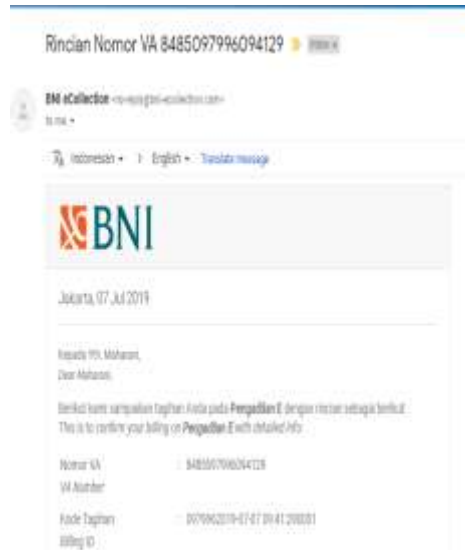 Rincian Nomor VA 8485097996094129
BNI eCollection
to me
Indonesian > English Translate message
BNI
Jakarta, 07 Jul 2019
Kepada Yth. Maharani,
Dear Maharani,
Berikut kami sampaikan tagihan Anda pada Pengadilan E dengan rincian sebagai berikut
This is to confirm your billing on Pengadilan E with detailed info
Nomor VA : 8485097996094129
VA Number
Kode Tagihan :
Billing ID